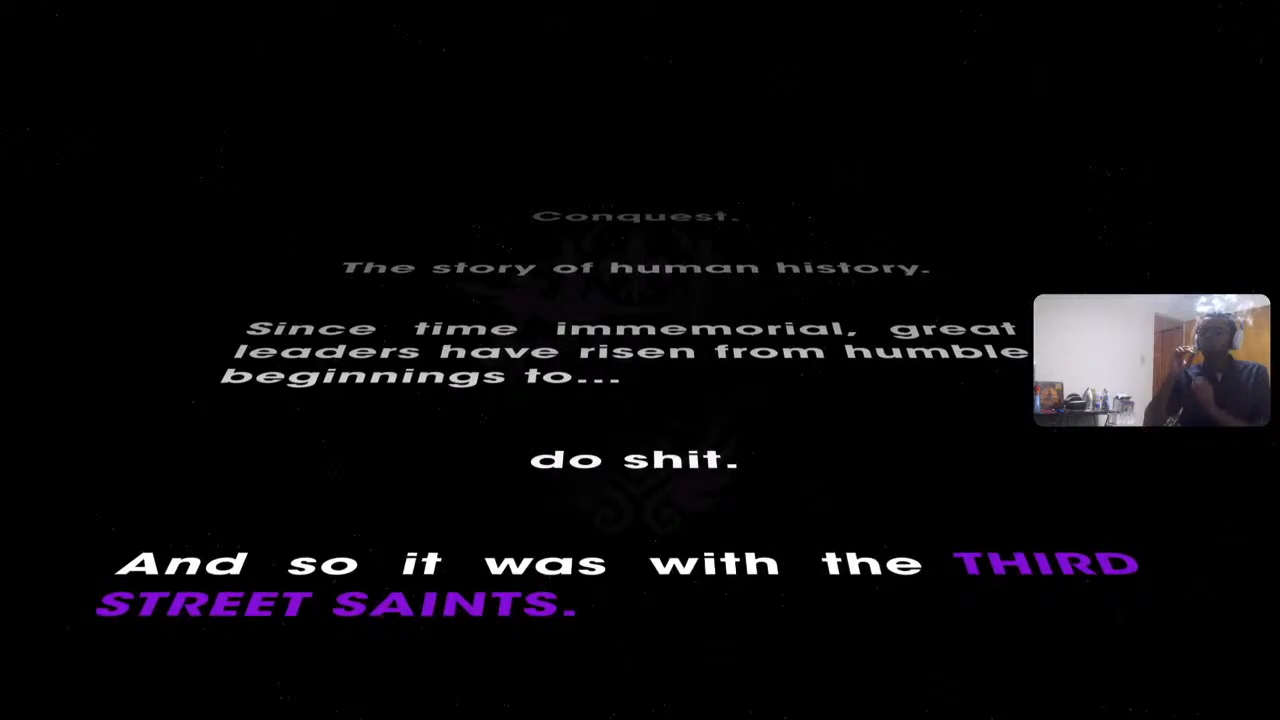 Conquest.
The story of human history.
Since time immemorial, great
leaders have risen from humble
beginnings to...
do shit.
And so it was with the THIRD
STREET SAINTS.